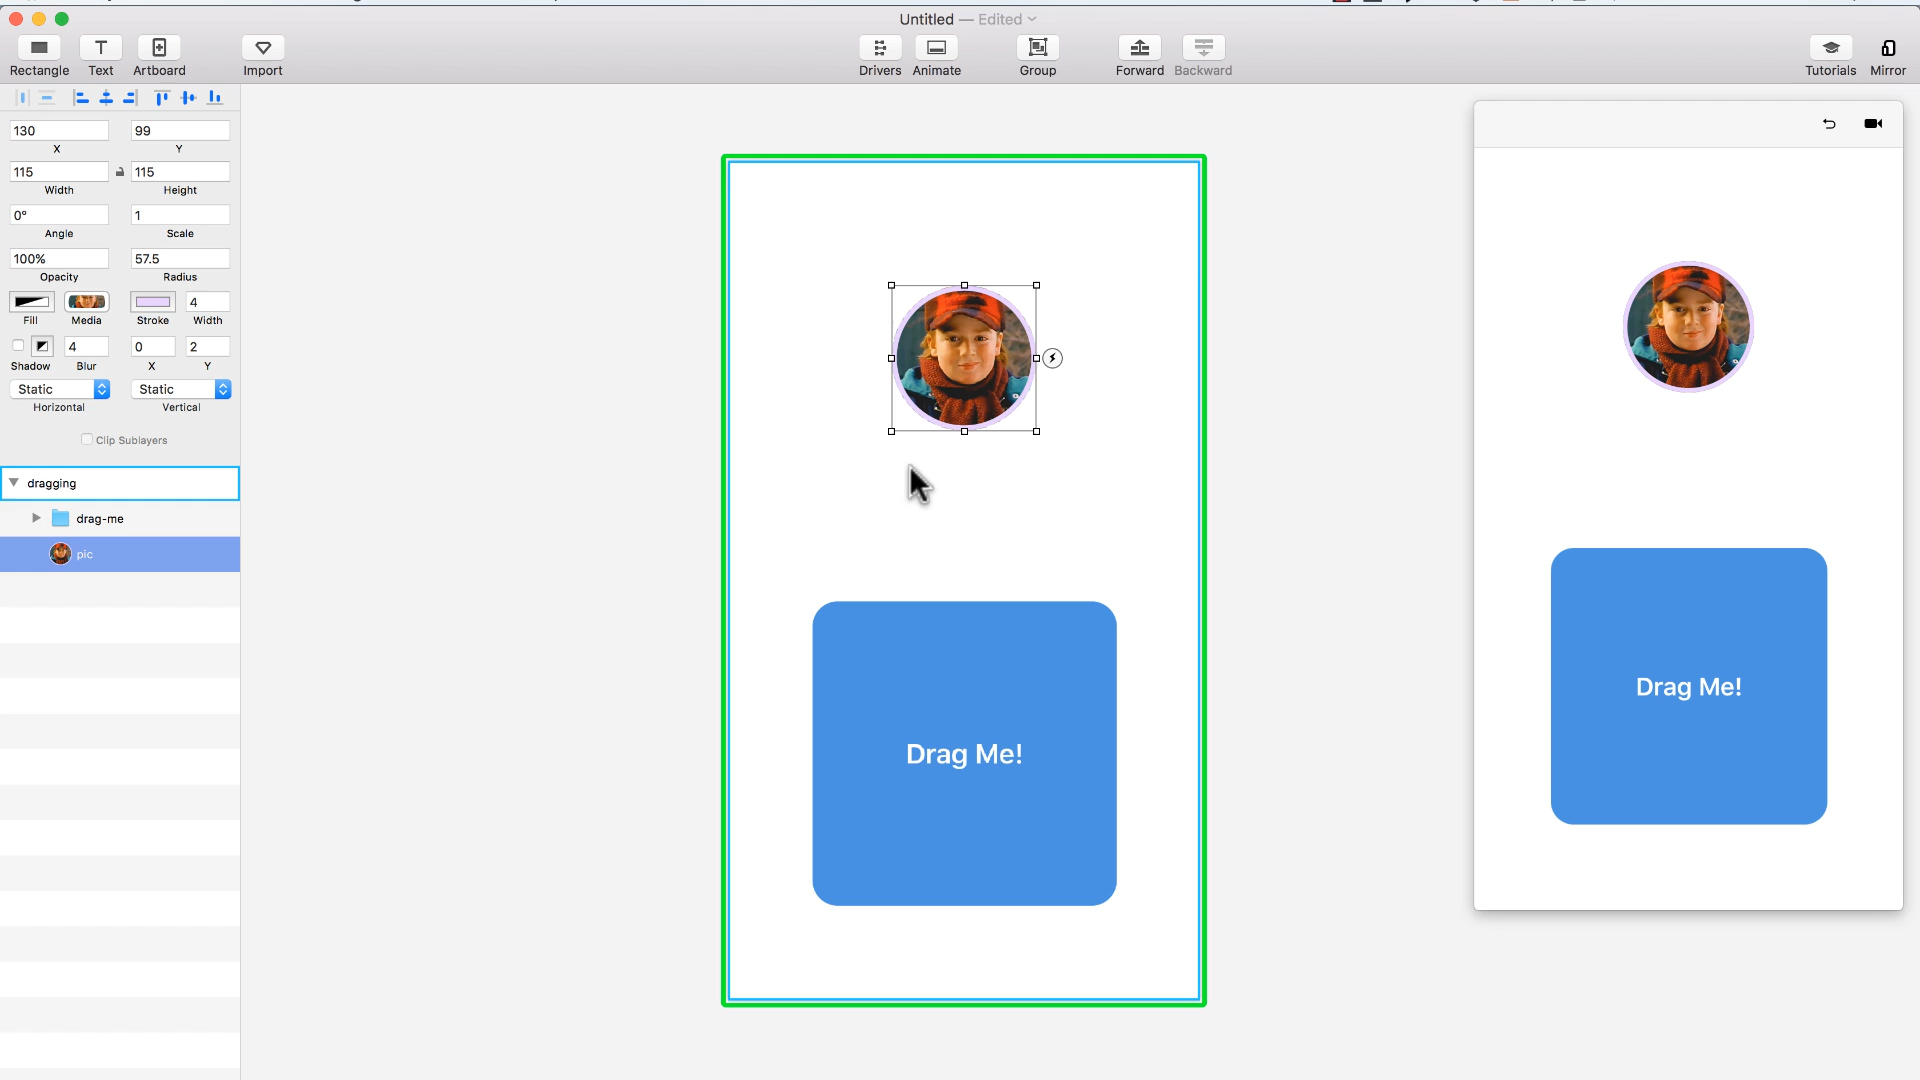 Untitled — Edited
Rectangle Text Artboard Import Drivers Animate Group Forward Backward Tutorials Mirror
130 99
X Y
115 115
Width Height
0° 1
Angle Scale
100% 57.5
Opacity Radius
4
Fill Media Stroke Width
4 0 2
Shadow Blur X Y
Static Static
Horizontal Vertical
Clip Sublayers
dragging
drag-me
pic
Drag Me!
Drag Me!